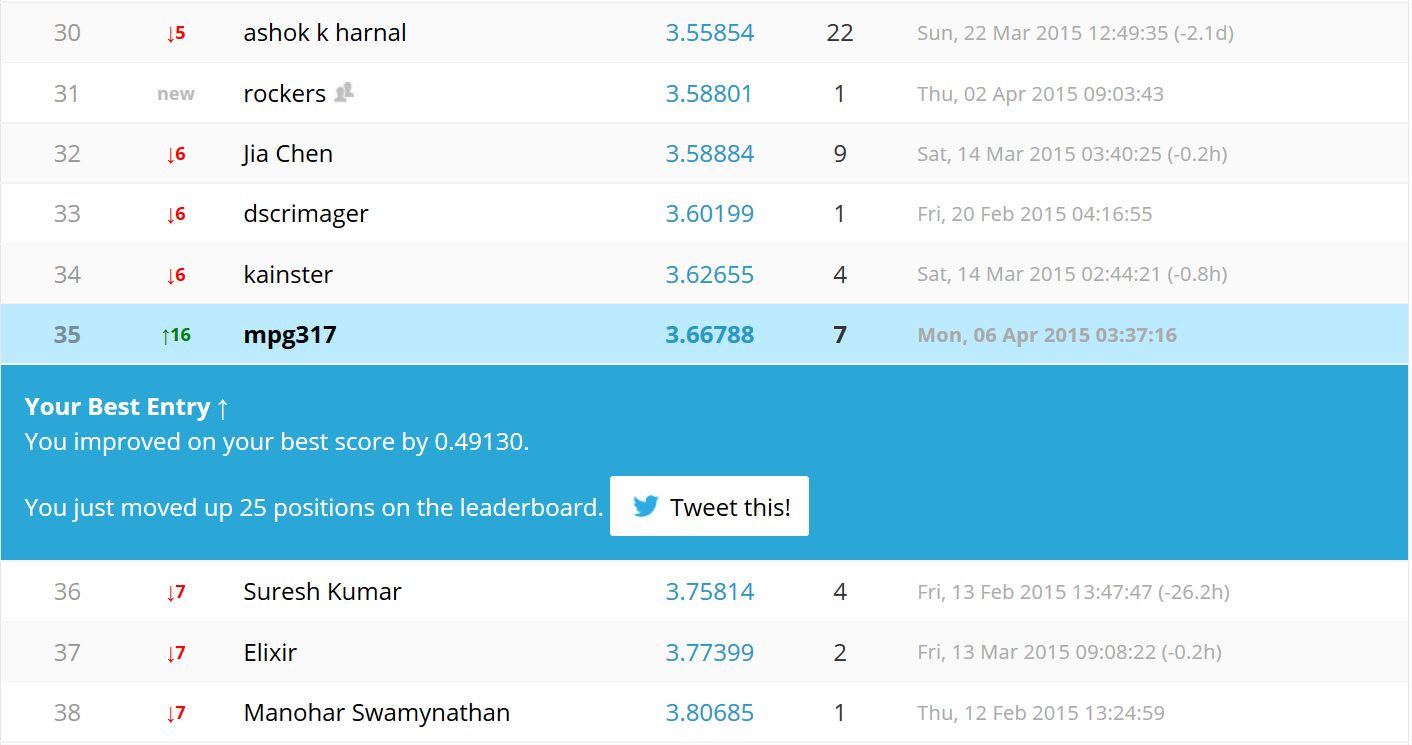 30 ↓5 ashok k harnal 3.55854 22 Sun, 22 Mar 2015 12:49:35 (-2.1d)
31 new rockers 3.58801 1 Thu, 02 Apr 2015 09:03:43
32 ↓6 Jia Chen 3.58884 9 Sat, 14 Mar 2015 03:40:25 (-0.2h)
33 ↓6 dscrimager 3.60199 1 Fri, 20 Feb 2015 04:16:55
34 ↓6 kainster 3.62655 4 Sat, 14 Mar 2015 02:44:21 (-0.8h)
35 ↑16 mpg317 3.66788 7 Mon, 06 Apr 2015 03:37:16
Your Best Entry ↑
You improved on your best score by 0.49130.
You just moved up 25 positions on the leaderboard. Tweet this!
36 ↓7 Suresh Kumar 3.75814 4 Fri, 13 Feb 2015 13:47:47 (-26.2h)
37 ↓7 Elixir 3.77399 2 Fri, 13 Mar 2015 09:08:22 (-0.2h)
38 ↓7 Manohar Swamynathan 3.80685 1 Thu, 12 Feb 2015 13:24:59